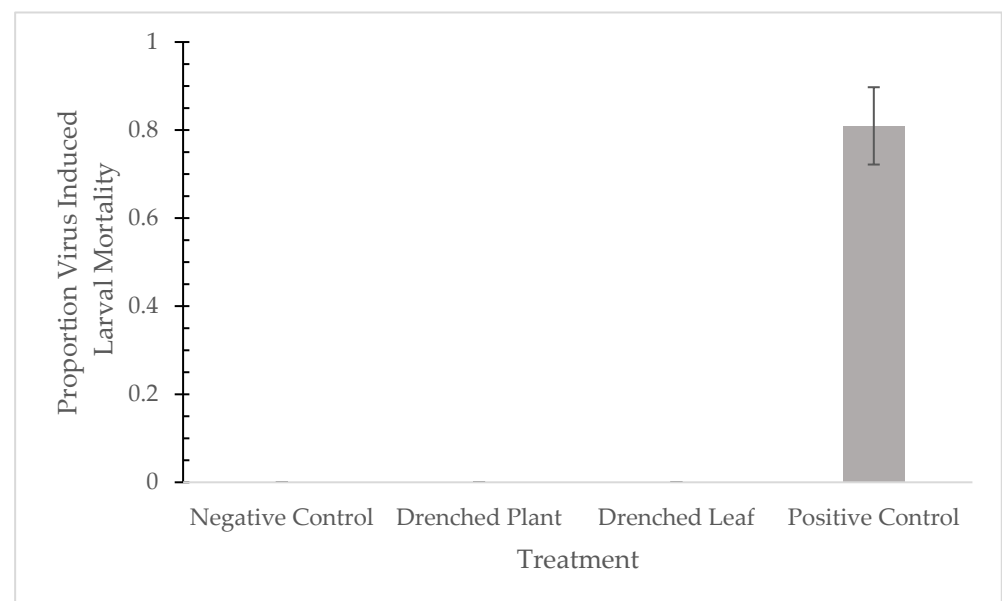 1
0.8
0.6
0.4
0.2
0
Proportion Virus Induced
Larval Mortality
Negative Control
Drenched Plant
Drenched Leaf
Positive Control
Treatment